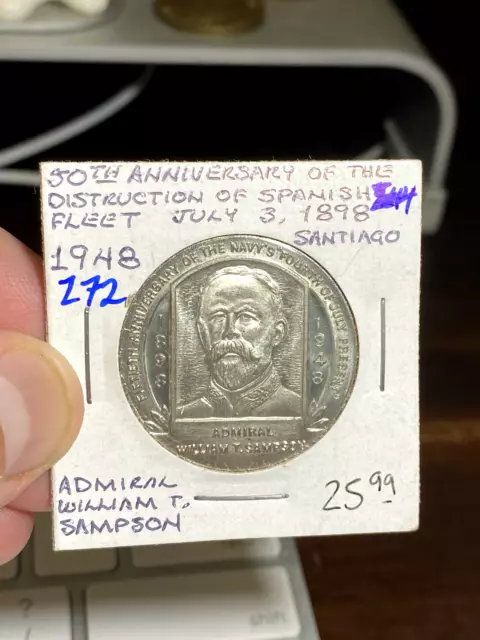 50TH ANNIVERSARY OF THE
DISTRUCTION OF SPANISH
FLEET JULY 3, 1898
SANTIAGO
1948
272
FIFTIETH ANNIVERSARY OF THE NAVY'S FOURTH OF JULY PRESENT
1898
1948
ADMIRAL
WILLIAM T. SAMPSON
ADMIRAL
WILLIAM T.
SAMPSON
25.99
shift